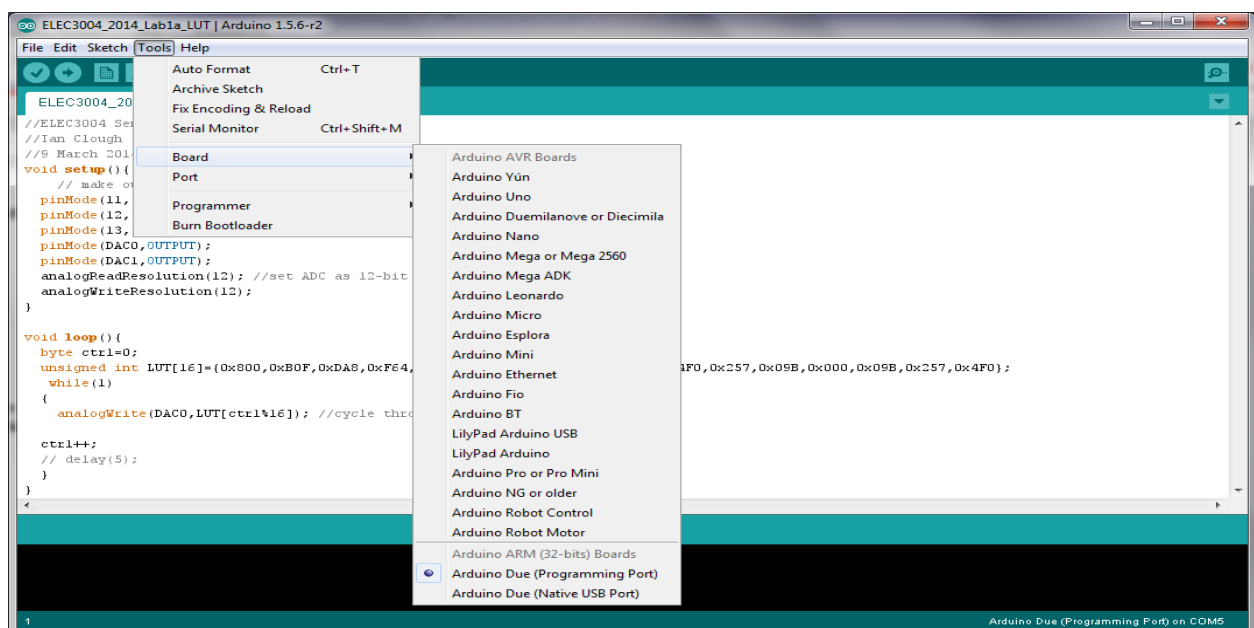 ELEC3004_2014_Lab1a_LUT | Arduino 1.5.6-r2
File Edit Sketch Tools Help
ELEC3004_20
Auto Format Ctrl+T
Archive Sketch
Fix Encoding & Reload
Serial Monitor Ctrl+Shift+M
Board
Port
Programmer
Burn Bootloader
Arduino AVR Boards
Arduino Yún
Arduino Uno
Arduino Duemilanove or Diecimila
Arduino Nano
Arduino Mega or Mega 2560
Arduino Mega ADK
Arduino Leonardo
Arduino Micro
Arduino Esplora
Arduino Mini
Arduino Ethernet
Arduino Fio
Arduino BT
LilyPad Arduino USB
LilyPad Arduino
Arduino Pro or Pro Mini
Arduino NG or older
Arduino Robot Control
Arduino Robot Motor
Arduino ARM (32-bits) Boards
Arduino Due (Programming Port)
Arduino Due (Native USB Port)
//ELEC3004 Se
//Ian Clough
//9 March 201
void setup(){
// make o
pinMode(11,
pinMode(12,
pinMode(13,
pinMode(DAC0,OUTPUT);
pinMode(DAC1,OUTPUT);
analogReadResolution(12); //set ADC as 12-bit
analogWriteResolution(12);
}
void loop(){
byte ctrl=0;
unsigned int LUT[16]={0x800,0xB0F,0xDA8,0xF64, 4F0,0x257,0x09B,0x000,0x09B,0x257,0x4F0};
while(1)
{
analogWrite(DAC0,LUT[ctrl%16]); //cycle thro
ctrl++;
// delay(5);
}
}
1
Arduino Due (Programming Port) on COM5